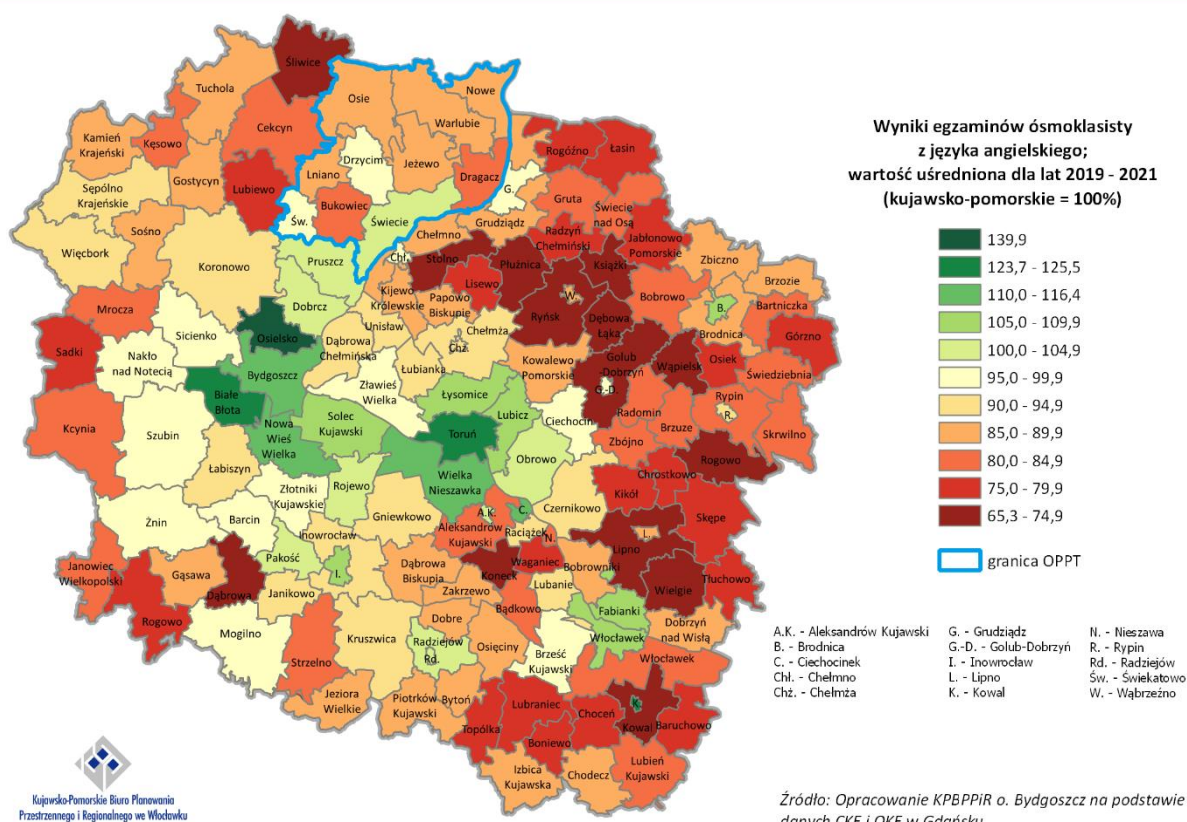 Wyniki egzaminów ósmoklasisty
z języka angielskiego;
wartość uśredniona dla lat 2019 - 2021
(kujawsko-pomorskie = 100%)
139,9
123,7 - 125,5
110,0 - 116,4
105,0 - 109,9
100,0 - 104,9
95,0 - 99,9
90,0 - 94,9
85,0 - 89,9
80,0 - 84,9
75,0 - 79,9
65,3 - 74,9
granica OPPT
A.K. - Aleksandrów Kujawski
B. - Brodnica
C. - Ciechocinek
Chł. - Chełmno
Chż. - Chełmża
G. - Grudziądz
G.-D. - Golub-Dobrzyń
I. - Inowrocław
L. - Lipno
K. - Kowal
N. - Nieszawa
R. - Rypin
Rd. - Radziejów
Św. - Świekatowo
W. - Wąbrzeźno
Śliwice
Tuchola
Osie
Nowe
Warlubie
Cekcyn
Kęsowo
Kamień
Krajeński
Drzycim
Jeżewo
Rogóźno
Łasin
Gostycyn
Lubiewo
Lniano
Dragacz
G.
Sępólno
Krajeńskie
Św.
Bukowiec
Świecie
Gruta
Świecie
nad Osą
Grudziądz
Sośno
Więcbork
Koronowo
Pruszcz
Chełmno
Chł.
Stolno
Radzyń
Chełmiński
Jabłonowo
Pomorskie
Płużnica
Książki
Zbiczno
Brzozie
Lisewo
Kijewo
Królewskie
Papowo
Biskupie
W.
Bobrowo
B.
Bartniczka
Mrocza
Sicienko
Dobrcz
Unisław
Ryńsk
Dębowa
Łąka
Brodnica
Górzno
Osielsko
Dąbrowa
Chełmińska
Chełmża
Chż.
Sadki
Nakło
nad Notecią
Bydgoszcz
Łubianka
Kowalewo
Pomorskie
Golub
-Dobrzyń
Wąpielsk
Osiek
Świedziebnia
Białe
Błota
Zławieś
Wielka
Łysomice
G.-D.
Rypin
R.
Kcynia
Szubin
Nowa
Wieś
Wielka
Solec
Kujawski
Toruń
Lubicz
Ciechocin
Radomin
Brzuze
Skrwilno
Zbójno
Łabiszyn
Wielka
Nieszawka
Obrowo
Rogowo
Chrostkowo
Kikół
Złotniki
Kujawskie
Rojewo
Gniewkowo
A.K.
C.
Czernikowo
Skępe
Żnin
Barcin
Aleksandrów
Kujawski
Raciążek
N.
L.
Inowrocław
Lipno
Pakość
I.
Dąbrowa
Biskupia
Koneck
Waganiec
Bobrowniki
Janowiec
Wielkopolski
Gąsawa
Dąbrowa
Janikowo
Zakrzewo
Lubanie
Wielgie
Tłuchowo
Rogowo
Bądkowo
Fabianki
Dobre
Dobrzyń
nad Wisłą
Mogilno
Strzelno
Kruszwica
Radziejów
Rd.
Osięciny
Brześć
Kujawski
Włocławek
Włocławek
Jeziora
Wielkie
Piotrków
Kujawski
Bytoń
Topólka
Lubraniec
Choceń
K.
Kowal
Baruchowo
Boniewo
Izbica
Kujawska
Chodecz
Lubień
Kujawski
Kujawsko-Pomorskie Biuro Planowania
Przestrzennego i Regionalnego we Włocławku
Źródło: Opracowanie KPBPPiR o. Bydgoszcz na podstawie
danych CKE i OKE w Gdańsku